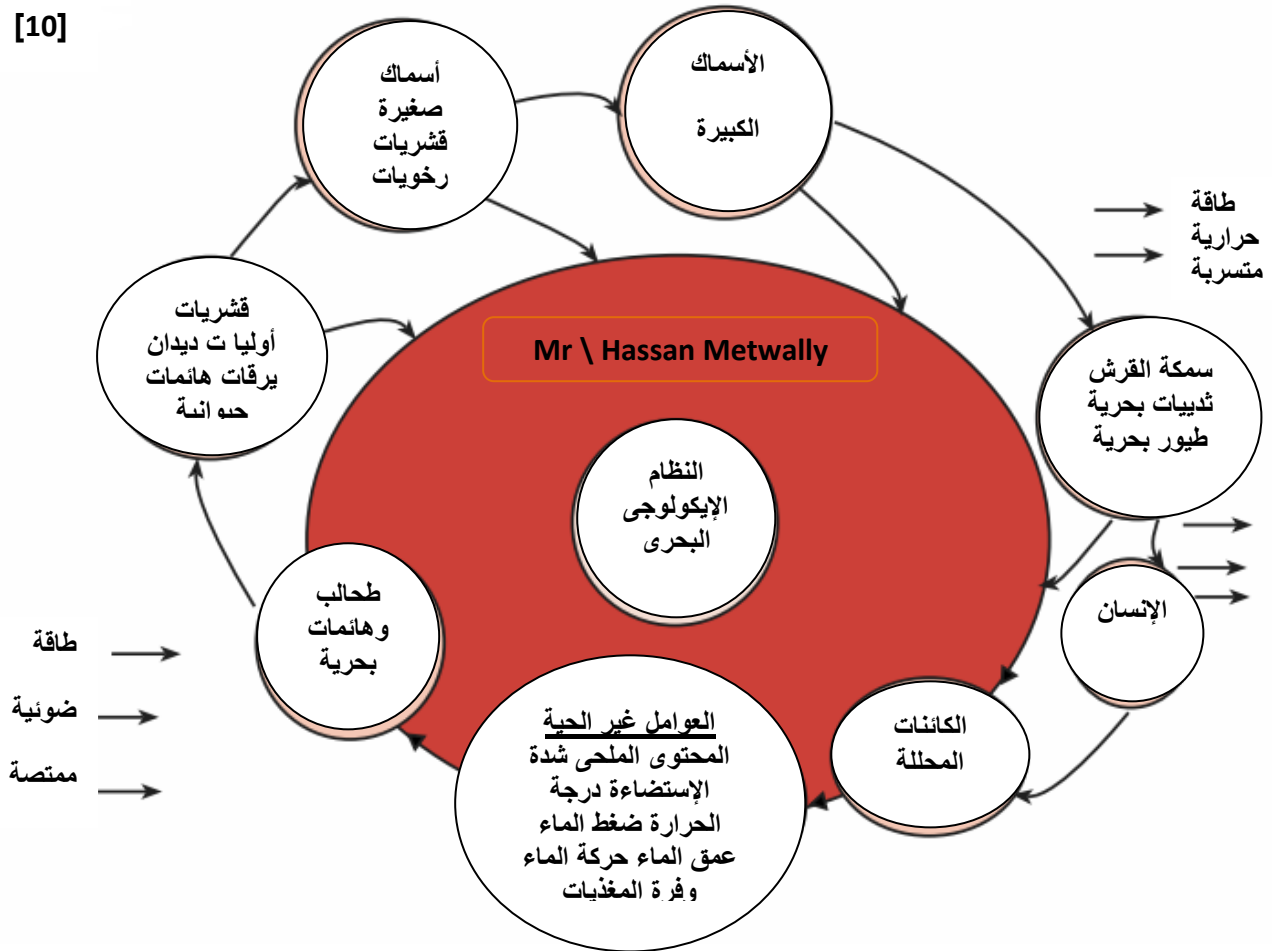 [10]
أسماك
صغيرة
قشريات
رخويات
الأسماك
الكبيرة
طاقة
حرارية
متسربة
قشريات
أوليا ت ديدان
يرقات هائمات
حيوانية
Mr \ Hassan Metwally
سمكة القرش
ثدييات بحرية
طيور بحرية
النظام
الإيكولوجى
البحرى
طحالب
وهائمات
بحرية
الإنسان
طاقة
ضوئية
ممتصة
العوامل غير الحية
المحتوى الملحى شدة
الإستضاءة درجة
الحرارة ضغط الماء
عمق الماء حركة الماء
وفرة المغذيات
الكائنات
المحللة